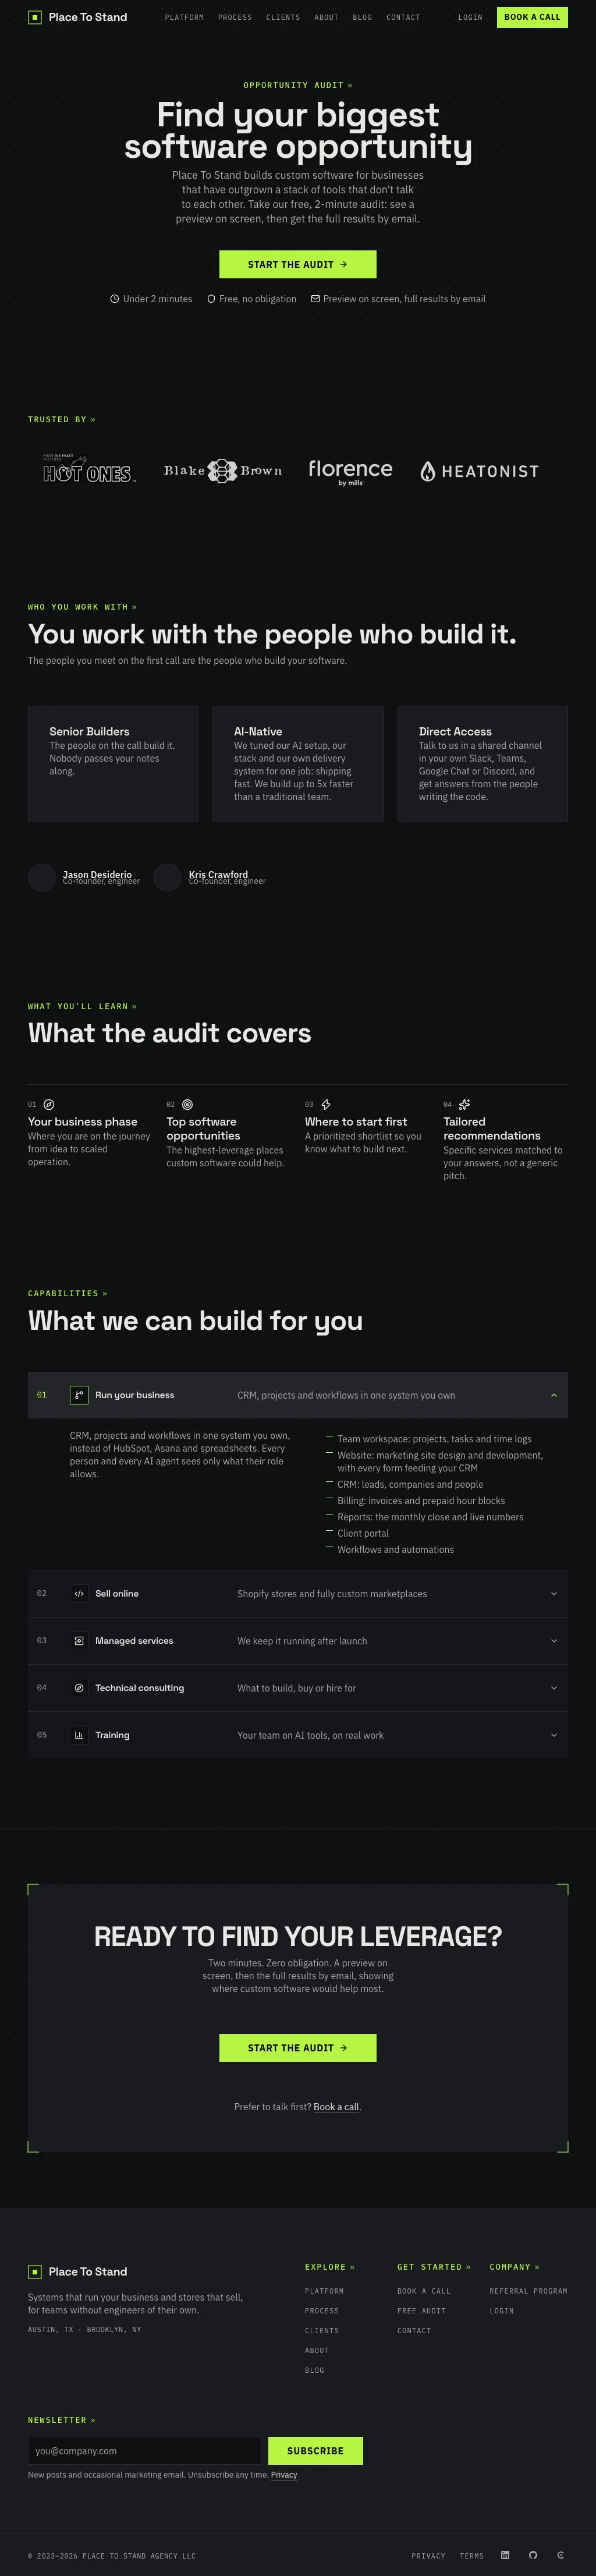 Place To Stand
PLATFORM PROCESS CLIENTS ABOUT BLOG CONTACT LOGIN BOOK A CALL
OPPORTUNITY AUDIT »
Find your biggest
software opportunity
Place To Stand builds custom software for businesses
that have outgrown a stack of tools that don't talk
to each other. Take our free, 2-minute audit: see a
preview on screen, then get the full results by email.
START THE AUDIT →
Under 2 minutes Free, no obligation Preview on screen, full results by email
TRUSTED BY »
FIRST WE FEAST PRESENTS
HOT ONES
Blake Brown
florence
by mills
HEATONIST
WHO YOU WORK WITH »
You work with the people who build it.
The people you meet on the first call are the people who build your software.
Senior Builders
The people on the call build it.
Nobody passes your notes
along.
AI-Native
We tuned our AI setup, our
stack and our own delivery
system for one job: shipping
fast. We build up to 5x faster
than a traditional team.
Direct Access
Talk to us in a shared channel
in your own Slack, Teams,
Google Chat or Discord, and
get answers from the people
writing the code.
Jason Desiderio
Co-founder, engineer
Kris Crawford
Co-founder, engineer
WHAT YOU'LL LEARN »
What the audit covers
01
Your business phase
Where you are on the journey
from idea to scaled
operation.
02
Top software
opportunities
The highest-leverage places
custom software could help.
03
Where to start first
A prioritized shortlist so you
know what to build next.
04
Tailored
recommendations
Specific services matched to
your answers, not a generic
pitch.
CAPABILITIES »
What we can build for you
01 Run your business CRM, projects and workflows in one system you own
CRM, projects and workflows in one system you own,
instead of HubSpot, Asana and spreadsheets. Every
person and every AI agent sees only what their role
allows.
— Team workspace: projects, tasks and time logs
— Website: marketing site design and development,
with every form feeding your CRM
— CRM: leads, companies and people
— Billing: invoices and prepaid hour blocks
— Reports: the monthly close and live numbers
— Client portal
— Workflows and automations
02 Sell online Shopify stores and fully custom marketplaces
03 Managed services We keep it running after launch
04 Technical consulting What to build, buy or hire for
05 Training Your team on AI tools, on real work
READY TO FIND YOUR LEVERAGE?
Two minutes. Zero obligation. A preview on
screen, then the full results by email, showing
where custom software would help most.
START THE AUDIT →
Prefer to talk first? Book a call.
Place To Stand
Systems that run your business and stores that sell,
for teams without engineers of their own.
AUSTIN, TX · BROOKLYN, NY
EXPLORE »
PLATFORM
PROCESS
CLIENTS
ABOUT
BLOG
GET STARTED »
BOOK A CALL
FREE AUDIT
CONTACT
COMPANY »
REFERRAL PROGRAM
LOGIN
NEWSLETTER »
you@company.com SUBSCRIBE
New posts and occasional marketing email. Unsubscribe any time. Privacy
© 2023–2026 PLACE TO STAND AGENCY LLC PRIVACY TERMS